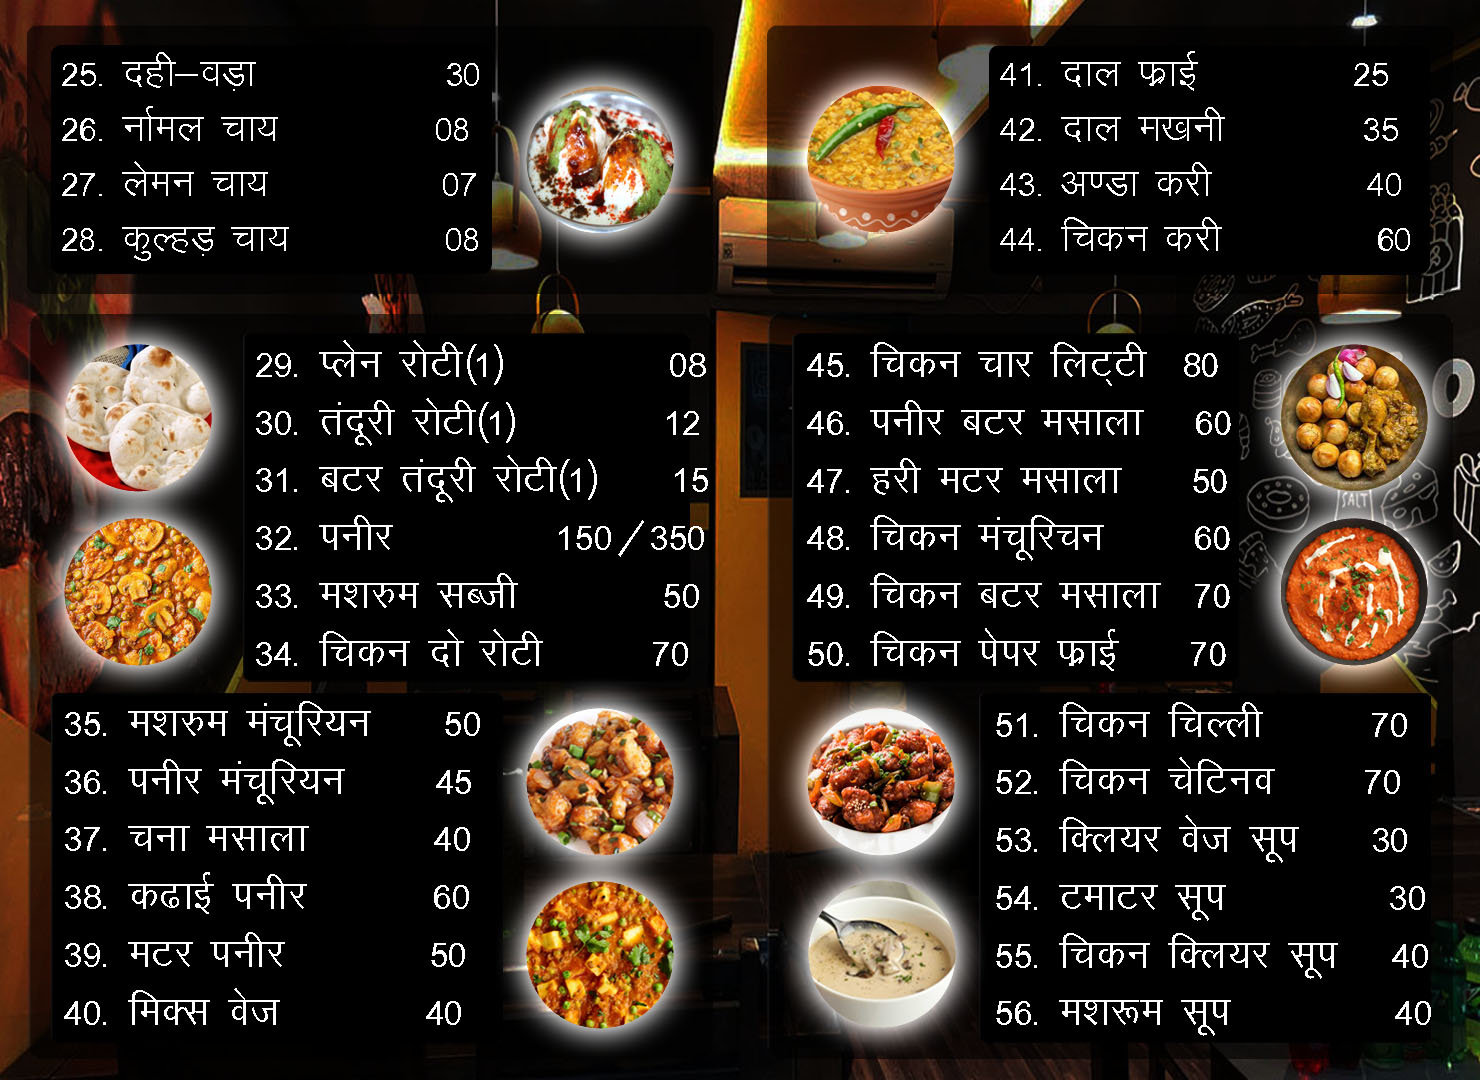 25. दही–वड़ा 30
26. र्नामल चाय 08
27. लेमन चाय 07
28. कुल्हड़ चाय 08
29. प्लेन रोटी(1) 08
30. तंदूरी रोटी(1) 12
31. बटर तंदूरी रोटी(1) 15
32. पनीर 150/350
33. मशरुम सब्जी 50
34. चिकन दो रोटी 70
35. मशरुम मंचूरियन 50
36. पनीर मंचूरियन 45
37. चना मसाला 40
38. कढाई पनीर 60
39. मटर पनीर 50
40. मिक्स वेज 40
41. दाल फ्राई 25
42. दाल मखनी 35
43. अण्डा करी 40
44. चिकन करी 60
45. चिकन चार लिट्टी 80
46. पनीर बटर मसाला 60
47. हरी मटर मसाला 50
48. चिकन मंचूरिचन 60
49. चिकन बटर मसाला 70
50. चिकन पेपर फ्राई 70
51. चिकन चिल्ली 70
52. चिकन चेटिनव 70
53. क्लियर वेज सूप 30
54. टमाटर सूप 30
55. चिकन क्लियर सूप 40
56. मशरूम सूप 40
SALT